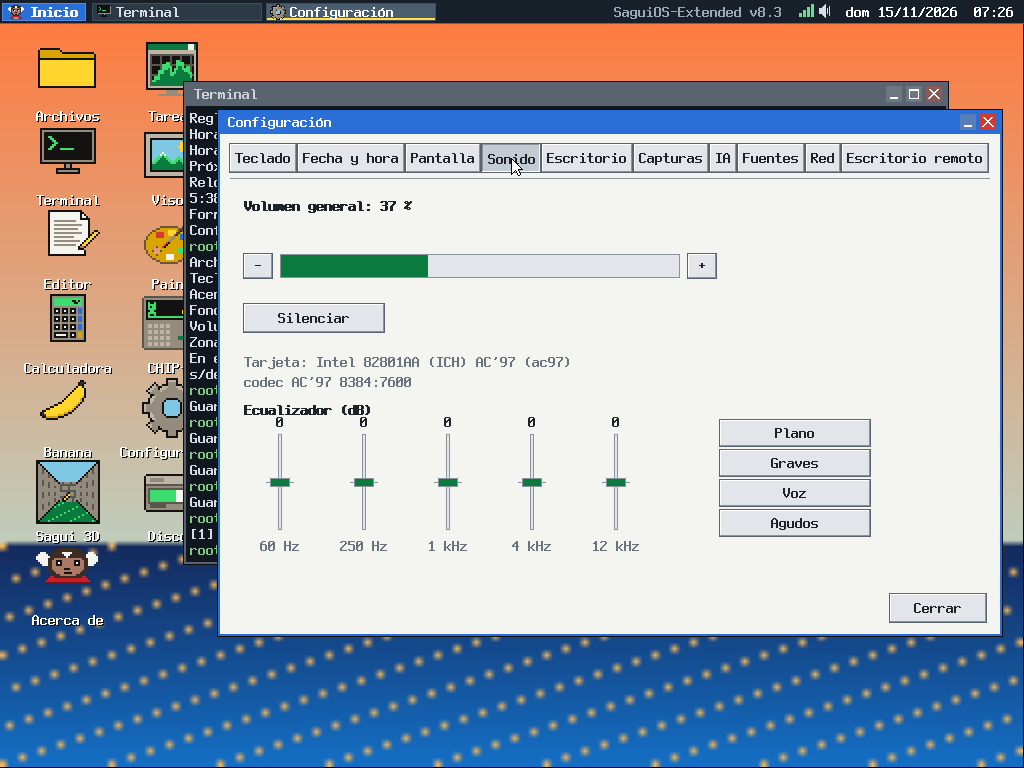 Inicio Terminal Configuración SaguiOS-Extended v8.3 dom 15/11/2026 07:26
Archivos
Terminal
Editor
Calculadora
Banana
Sagui 3D
Acerca de
Terminal
Configuración
Teclado Fecha y hora Pantalla Sonido Escritorio Capturas IA Fuentes Red Escritorio remoto
Volumen general: 37 %
- +
Silenciar
Tarjeta: Intel 82801AA (ICH) AC'97 (ac97)
codec AC'97 8384:7600
Ecualizador (dB)
0 0 0 0 0
60 Hz 250 Hz 1 kHz 4 kHz 12 kHz
Plano
Graves
Voz
Agudos
Cerrar